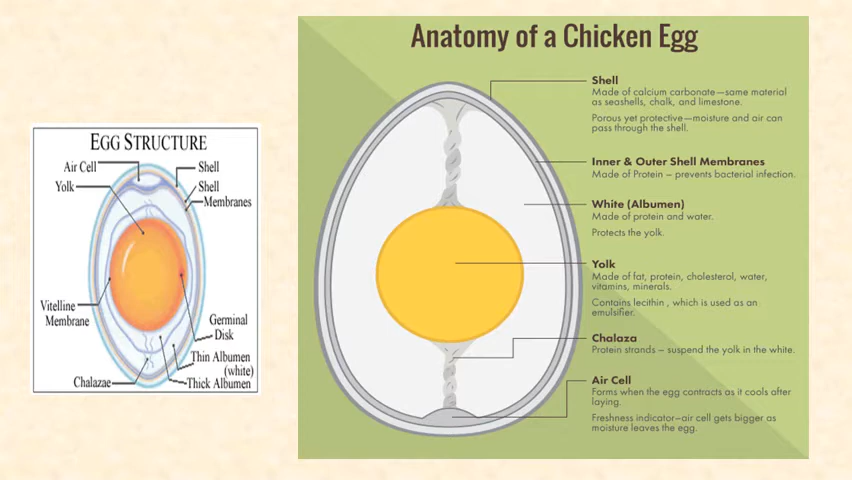 EGG STRUCTURE
Air Cell
Shell
Yolk
Shell
Membranes
Vitelline
Membrane
Germinal
Disk
Thin Albumen
(white)
Chalazae
Thick Albumen
Anatomy of a Chicken Egg
Shell
Made of calcium carbonate—same material
as seashells, chalk, and limestone.
Porous yet protective—moisture and air can
pass through the shell.
Inner & Outer Shell Membranes
Made of Protein – prevents bacterial infection.
White (Albumen)
Made of protein and water.
Protects the yolk.
Yolk
Made of fat, protein, cholesterol, water,
vitamins, minerals.
Contains lecithin , which is used as an
emulsifier.
Chalaza
Protein strands – suspend the yolk in the white.
Air Cell
Forms when the egg contracts as it cools after
laying.
Freshness indicator—air cell gets bigger as
moisture leaves the egg.